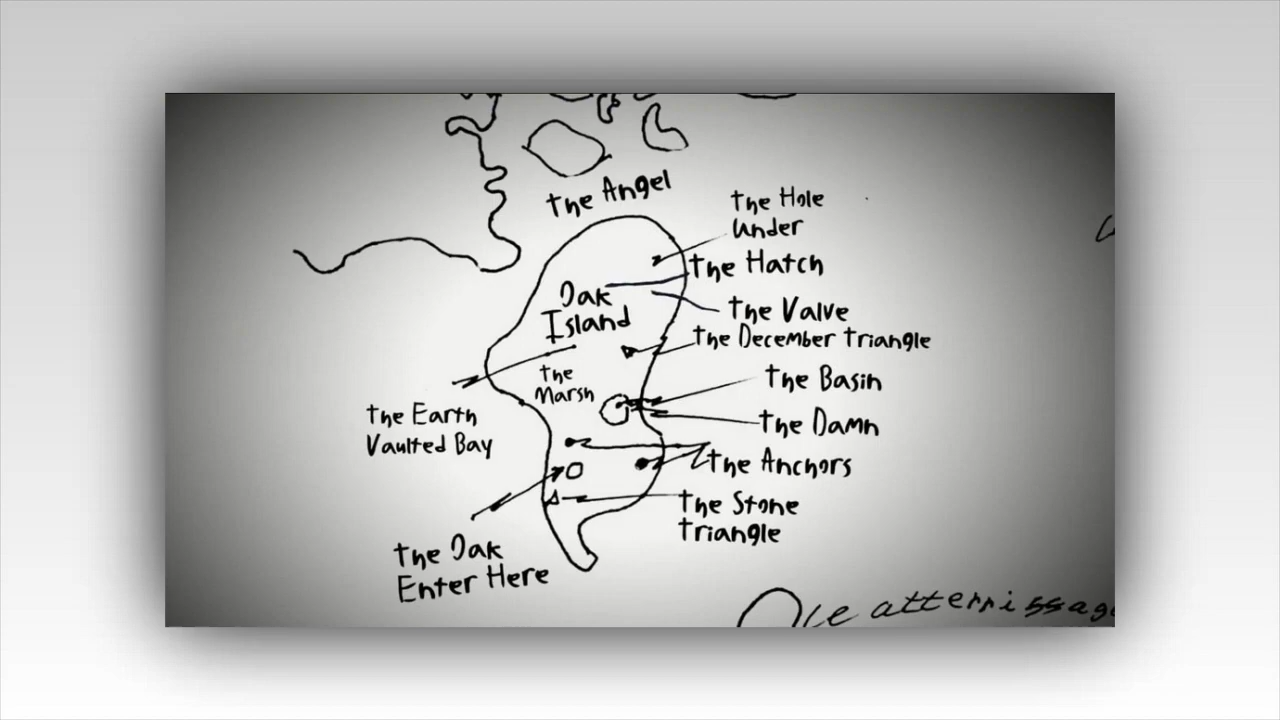 the Angel
the Hole
Under
the Hatch
Oak
Island
the Valve
the December triangle
the
Marsh
the Basin
the Earth
Vaulted Bay
the Damn
the Anchors
the Stone
triangle
the Oak
Enter Here